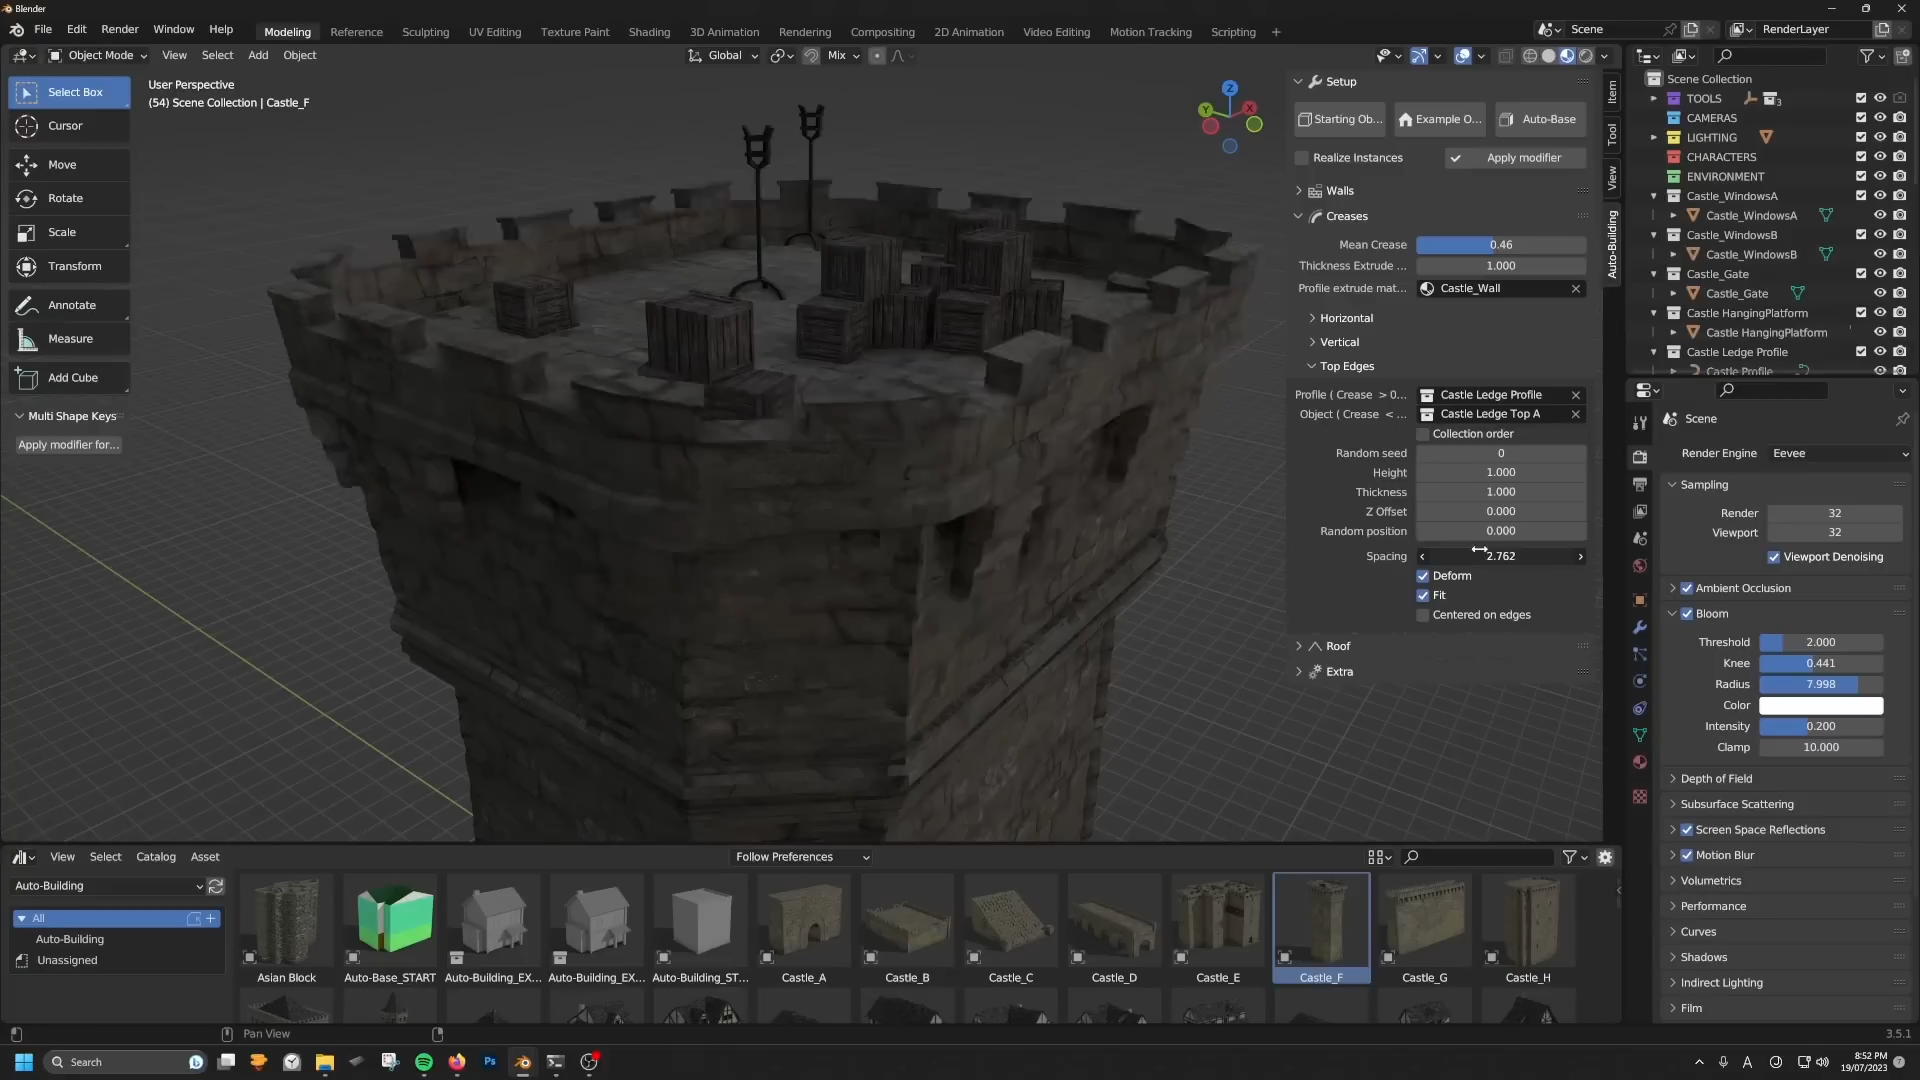 Blender
File Edit Render Window Help
Modeling Reference Sculpting UV Editing Texture Paint Shading 3D Animation Rendering Compositing 2D Animation Video Editing Motion Tracking Scripting +
Scene
RenderLayer
Object Mode View Select Add Object
Global
Mix
Select Box
Cursor
Move
Rotate
Scale
Transform
Annotate
Measure
Add Cube
Multi Shape Keys
Apply modifier for...
User Perspective
(54) Scene Collection | Castle_F
Z
Y
X
Setup
Starting Ob... Example O... Auto-Base
Realize Instances Apply modifier
Walls
Creases
Mean Crease 0.46
Thickness Extrude ... 1.000
Profile extrude mat... Castle_Wall
Horizontal
Vertical
Top Edges
Profile ( Crease > 0... Castle Ledge Profile
Object ( Crease < ... Castle Ledge Top A
Collection order
Random seed 0
Height 1.000
Thickness 1.000
Z Offset 0.000
Random position 0.000
Spacing 2.762
Deform
Fit
Centered on edges
Roof
Extra
Item
Tool
View
Auto-Building
Scene Collection
TOOLS 3
CAMERAS
LIGHTING
CHARACTERS
ENVIRONMENT
Castle_WindowsA
Castle_WindowsA
Castle_WindowsB
Castle_WindowsB
Castle_Gate
Castle_Gate
Castle HangingPlatform
Castle HangingPlatform
Castle Ledge Profile
Castle Profile
Scene
Render Engine Eevee
Sampling
Render 32
Viewport 32
Viewport Denoising
Ambient Occlusion
Bloom
Threshold 2.000
Knee 0.441
Radius 7.998
Color
Intensity 0.200
Clamp 10.000
Depth of Field
Subsurface Scattering
Screen Space Reflections
Motion Blur
Volumetrics
Performance
Curves
Shadows
Indirect Lighting
Film
View Select Catalog Asset
Follow Preferences
Auto-Building
All
Auto-Building
Unassigned
Asian Block Auto-Base_START Auto-Building_EX... Auto-Building_EX... Auto-Building_ST... Castle_A Castle_B Castle_C Castle_D Castle_E Castle_F Castle_G Castle_H
Pan View
3.5.1
Search
Ps
A
8:52 PM
19/07/2023